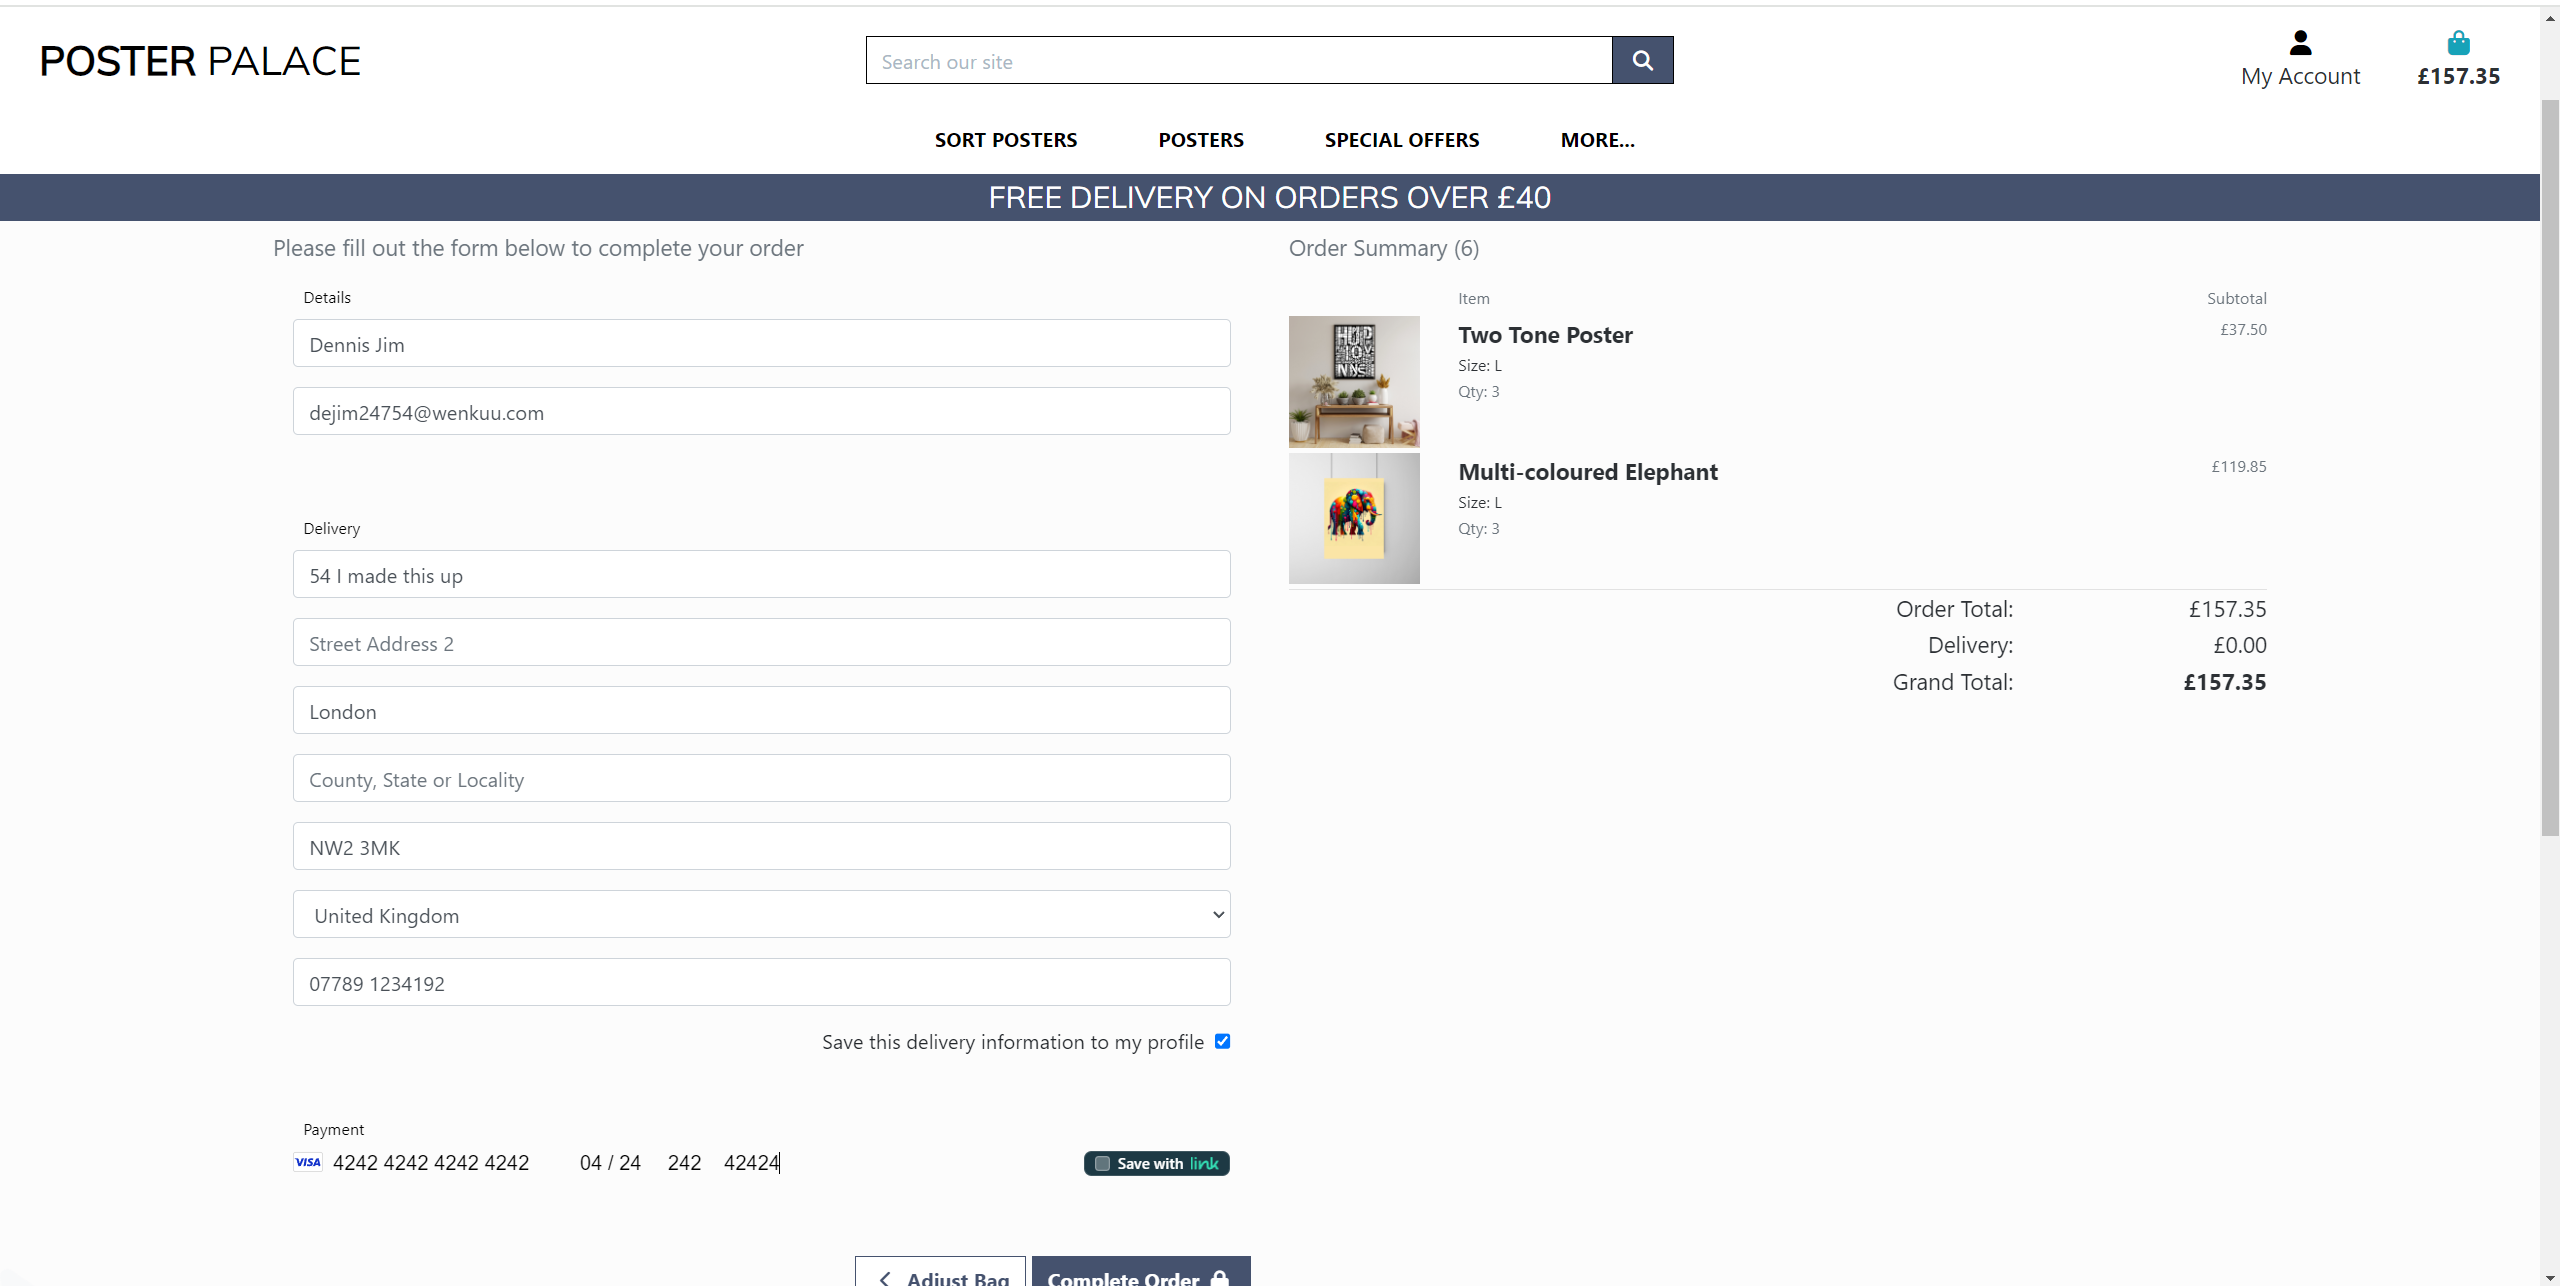 POSTER PALACE
Search our site
My Account
£157.35
SORT POSTERS
POSTERS
SPECIAL OFFERS
MORE...
FREE DELIVERY ON ORDERS OVER £40
Please fill out the form below to complete your order
Details
Dennis Jim
dejim24754@wenkuu.com
Delivery
54 I made this up
Street Address 2
London
County, State or Locality
NW2 3MK
United Kingdom
07789 1234192
Save this delivery information to my profile
Payment
VISA 4242 4242 4242 4242 04 / 24 242 42424
Save with link
Adjust Bag
Complete Order
Order Summary (6)
Item Subtotal
Two Tone Poster £37.50
Size: L
Qty: 3
Multi-coloured Elephant £119.85
Size: L
Qty: 3
Order Total: £157.35
Delivery: £0.00
Grand Total: £157.35